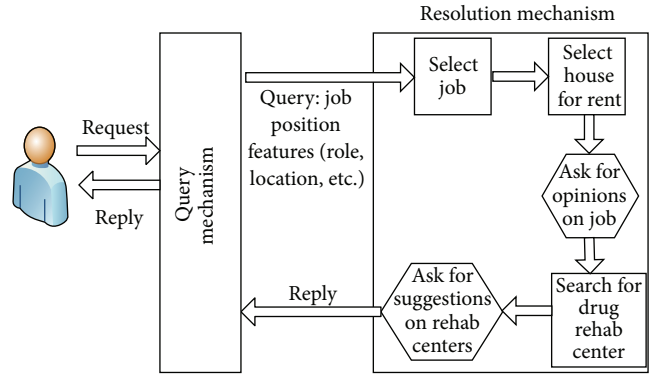 Resolution mechanism
Request
Reply
Query
mechanism
Query: job
position
features (role,
location, etc.)
Select
job
Select
house
for rent
Ask for
opinions
on job
Search for
drug
rehab
center
Ask for
suggestions
on rehab
centers
Reply